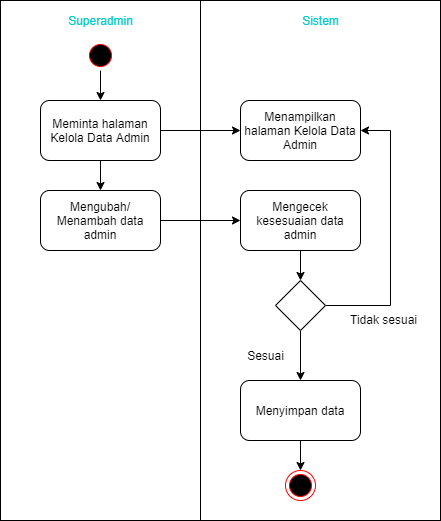 Superadmin
Sistem
Meminta halaman
Kelola Data Admin
Menampilkan
halaman Kelola Data
Admin
Mengubah/
Menambah data
admin
Mengecek
kesesuaian data
admin
Tidak sesuai
Sesuai
Menyimpan data